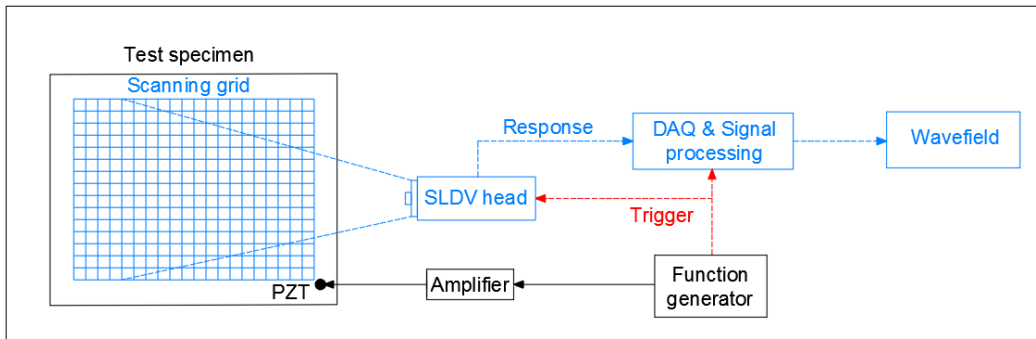 Test specimen
Scanning grid
Response
DAQ & Signal
processing
Wavefield
SLDV head
Trigger
PZT
Amplifier
Function
generator